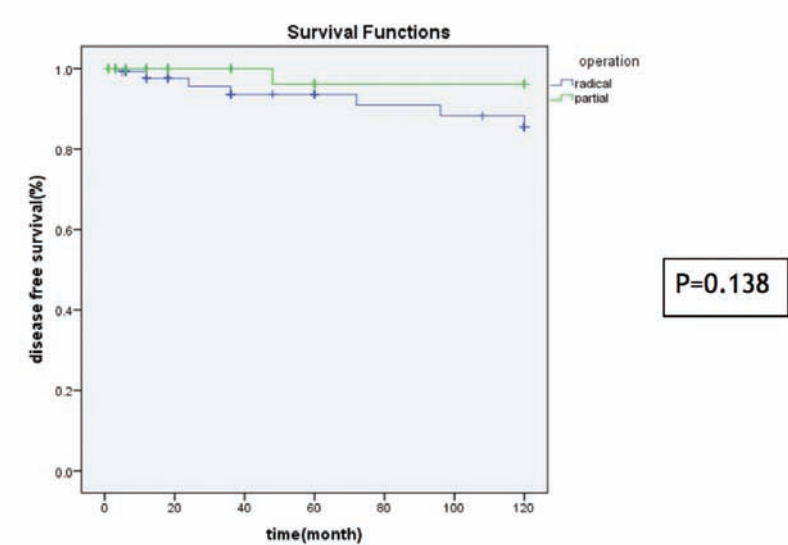 Survival Functions
operation
radical
partial
1.0
0.8
0.6
0.4
0.2
0.0
disease free survival(%)
0
20
40
60
80
100
120
time(month)
P=0.138